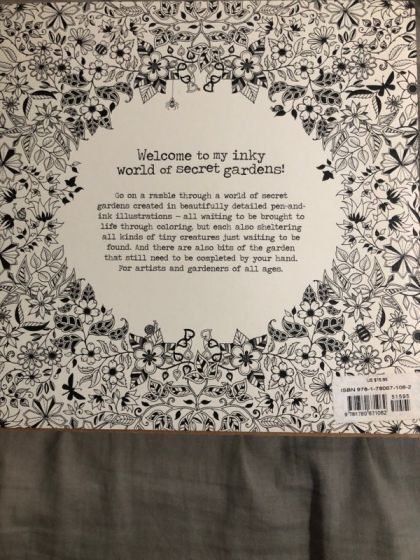 Welcome to my inky
world of secret gardens!
Go on a ramble through a world of secret
gardens created in beautifully detailed pen-and-
ink illustrations – all waiting to be brought to
life through coloring, but each also sheltering
all kinds of tiny creatures just waiting to be
found. And there are also bits of the garden
that still need to be completed by your hand.
For artists and gardeners of all ages.
US $15.95
ISBN 978-1-78067-106-2
51595
9 781780 671062